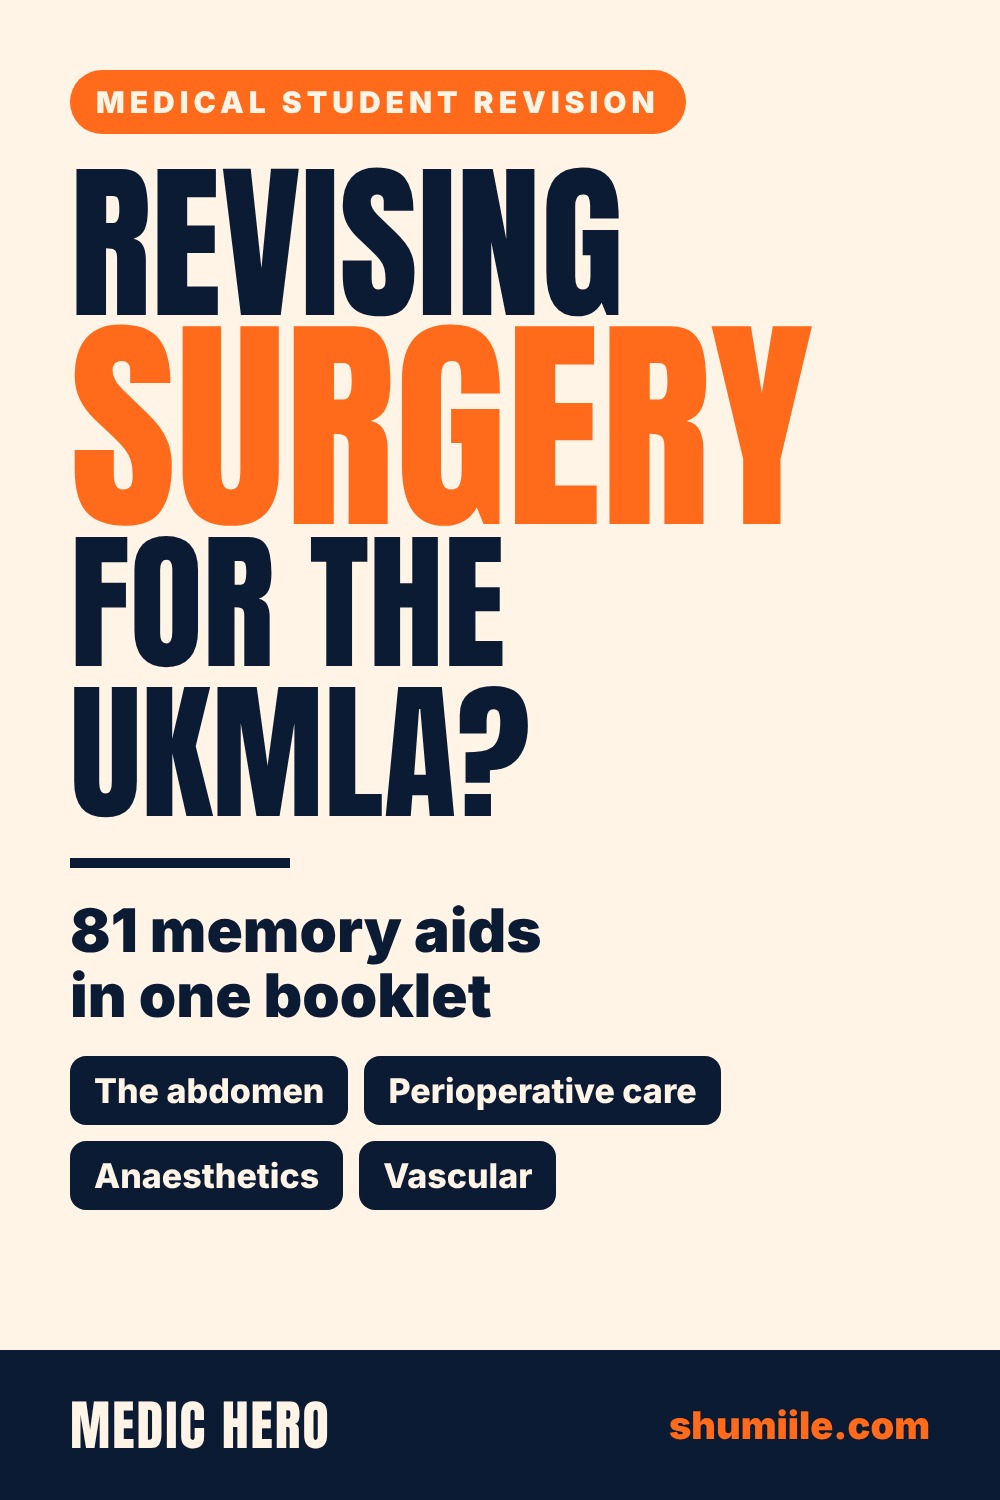 MEDICAL STUDENT REVISION
REVISING
SURGERY
FOR THE
UKMLA?
81 memory aids
in one booklet
The abdomen
Perioperative care
Anaesthetics
Vascular
MEDIC HERO
shumiile.com